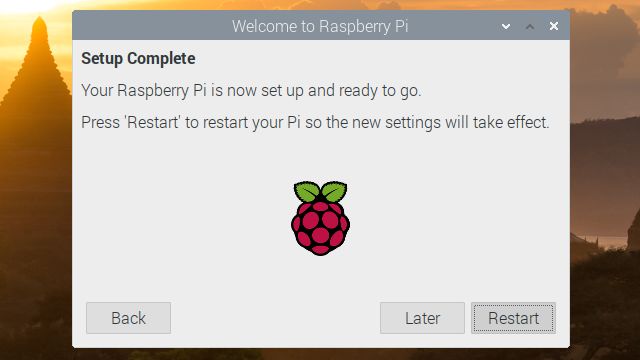 Welcome to Raspberry Pi
Setup Complete
Your Raspberry Pi is now set up and ready to go.
Press 'Restart' to restart your Pi so the new settings will take effect.
Back
Later
Restart